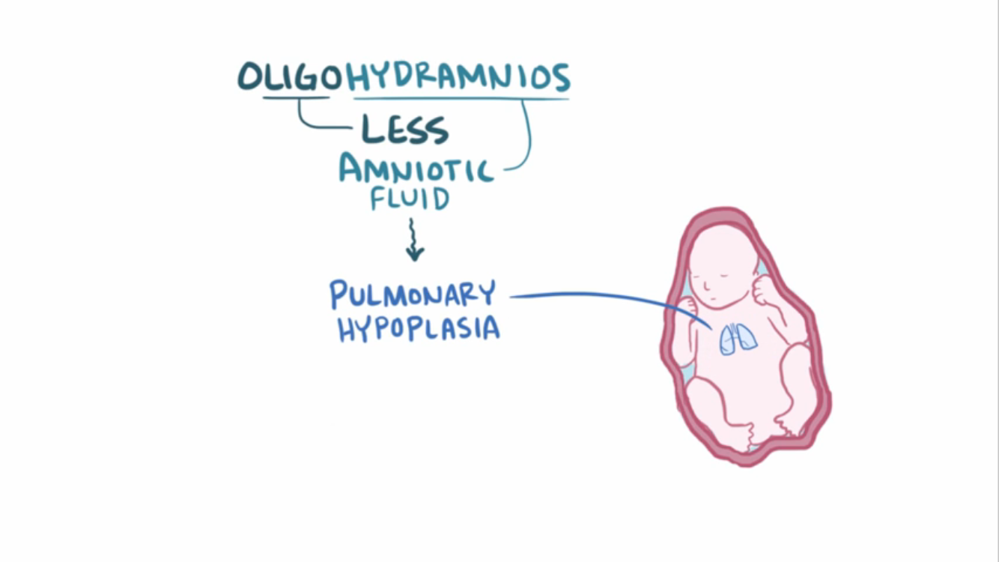 OLIGOHYDRAMNIOS
LESS
AMNIOTIC
FLUID
PULMONARY
HYPOPLASIA